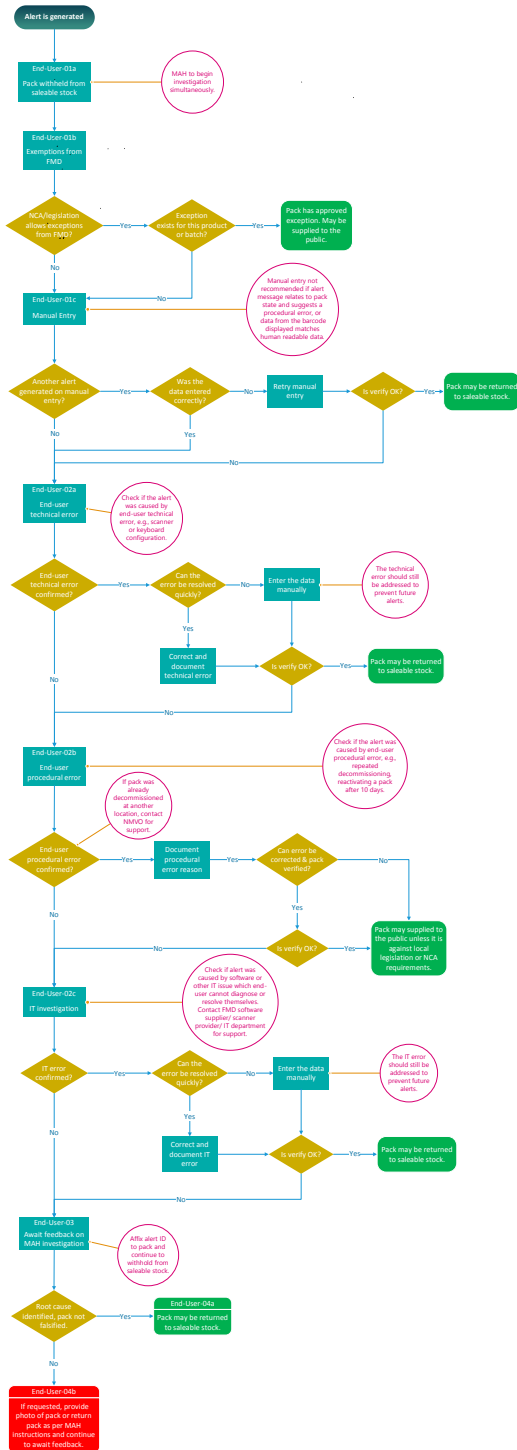 Alert is generated
End-User-01a
Pack withheld from
saleable stock
MAH to begin
investigation
simultaneously.
End-User-01b
Exemptions from
FMD
NCA/legislation
allows exceptions
from FMD?
Yes
Exception
exists for this product
or batch?
Yes
Pack has approved
exception. May be
supplied to the
public.
No
No
End-User-01c
Manual Entry
Manual entry not
recommended if alert
message relates to pack
state and suggests a
procedural error, or
data from the barcode
displayed matches
human readable data.
Another alert
generated on manual
entry?
Yes
Was the
data entered
correctly?
No
Retry manual
entry
Is verify OK?
Yes
Pack may be returned
to saleable stock.
No
Yes
No
End-User-02a
End-user
technical error
Check if the alert
was caused by
end-user technical
error, e.g., scanner
or keyboard
configuration.
End-user
technical error
confirmed?
Yes
Can the
error be resolved
quickly?
No
Enter the data
manually
The technical
error should still
be addressed to
prevent future
alerts.
Yes
Correct and
document
technical error
Is verify OK?
Yes
Pack may be returned
to saleable stock.
No
No
End-User-02b
End-user
procedural error
Check if the alert was
caused by end-user
procedural error, e.g.,
repeated
decommissioning,
reactivating a pack
after 10 days.
If pack was
already
decommissioned
at another
location, contact
NMVO for
support.
End-user
procedural error
confirmed?
Yes
Document
procedural
error reason
Yes
Can error be
corrected & pack
verified?
No
No
Yes
Is verify OK?
Yes
No
Pack may supplied to
the public unless it is
against local
legislation or NCA
requirements.
End-User-02c
IT investigation
Check if alert was
caused by software or
other IT issue which end-
user cannot diagnose or
resolve themselves.
Contact FMD software
supplier/ scanner
provider/ IT department
for support.
IT error
confirmed?
Yes
Can the
error be resolved
quickly?
No
Enter the data
manually
The IT error
should still be
addressed to
prevent future
alerts.
Yes
No
Correct and
document IT
error
Is verify OK?
Yes
Pack may be returned
to saleable stock.
No
End-User-03
Await feedback on
MAH investigation
Affix alert ID
to pack and
continue to
withhold from
saleable stock.
Root cause
identified, pack not
falsified.
Yes
End-User-04a
Pack may be returned
to saleable stock.
No
End-User-04b
If requested, provide
photo of pack or return
pack as per MAH
instructions and continue
to await feedback.